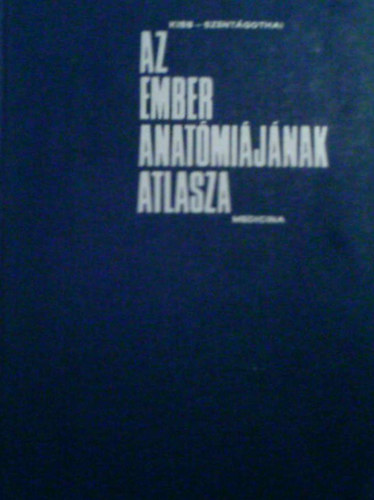 KISS – SZENTÁGOTHAI
AZ
EMBER
ANATÓMIÁJÁNAK
ATLASZA
MEDICINA